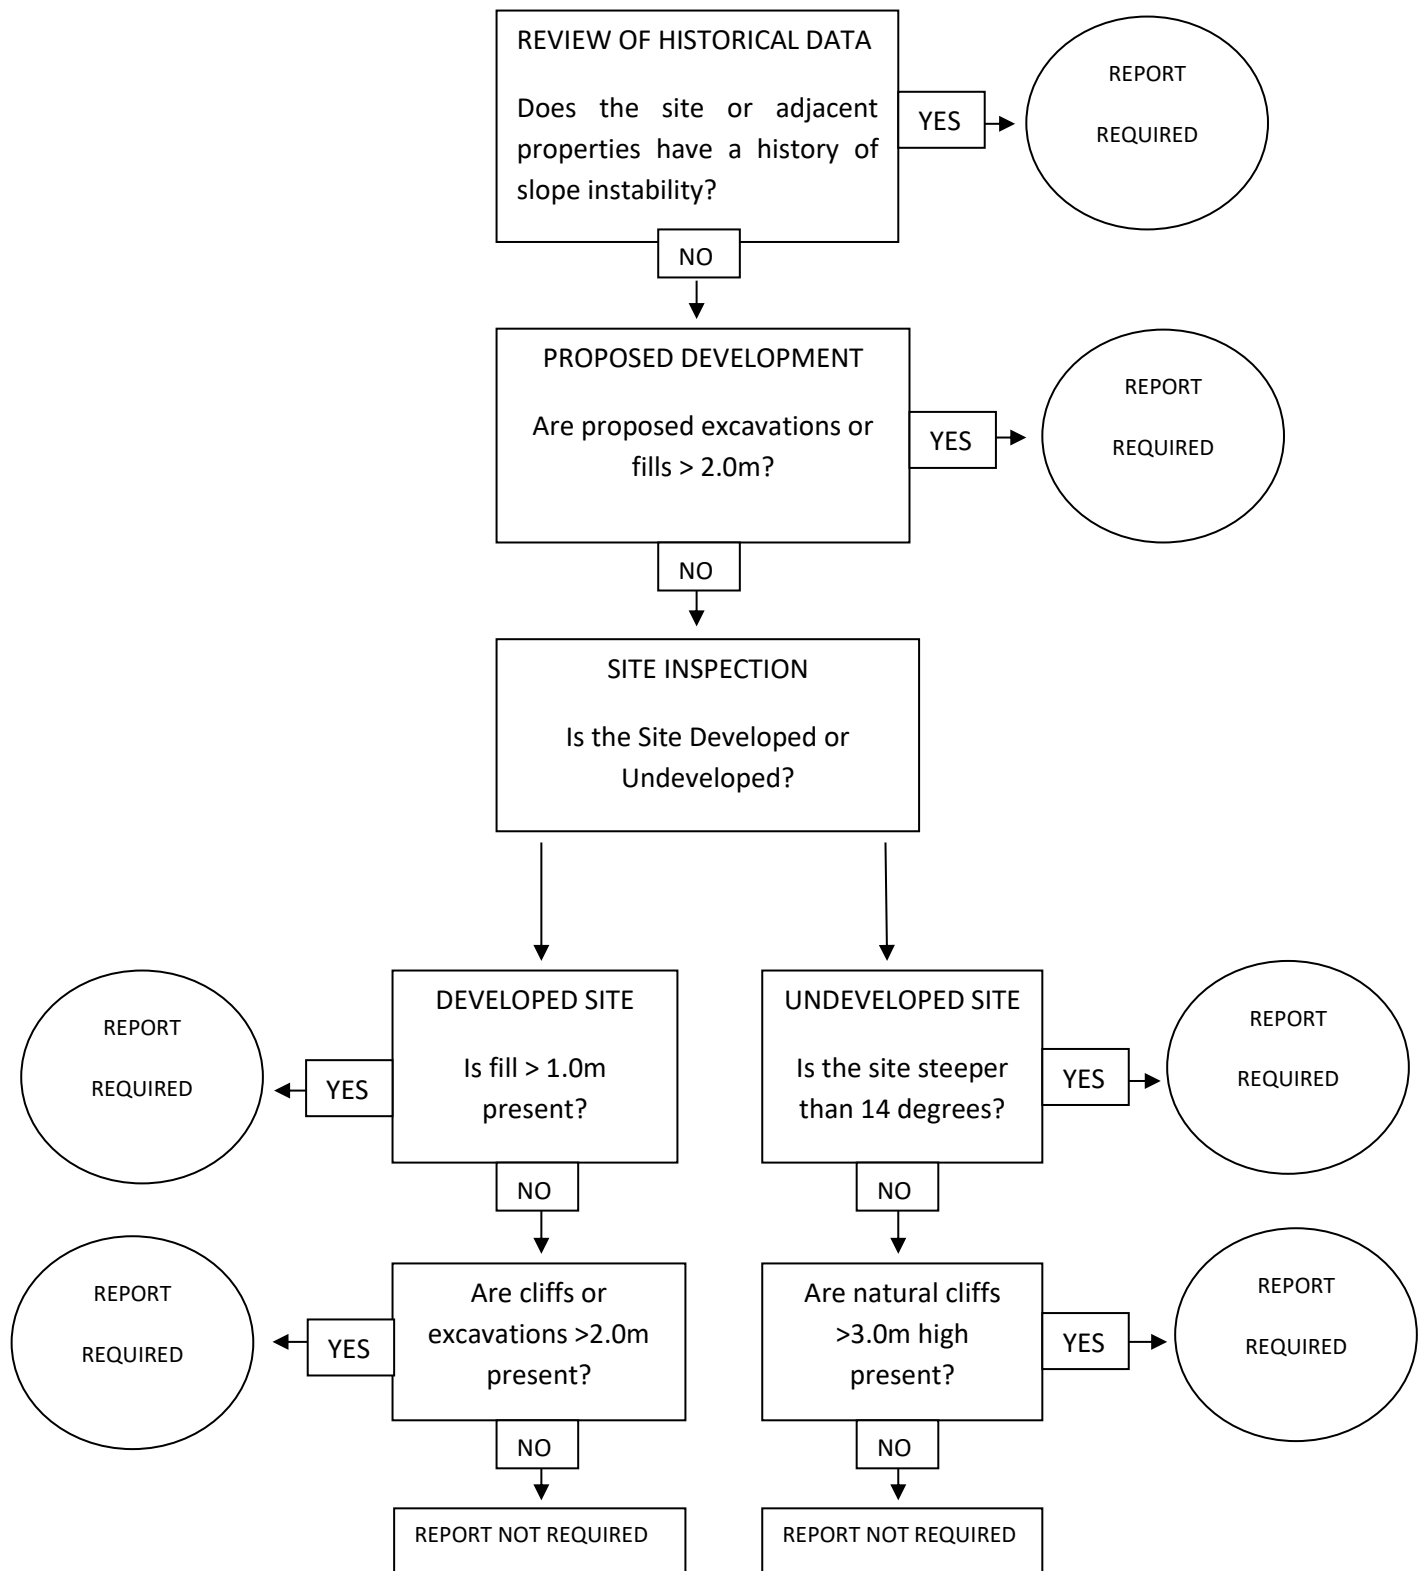 REVIEW OF HISTORICAL DATA
Does the site or adjacent
properties have a history of
slope instability?
YES
REPORT
REQUIRED
NO
PROPOSED DEVELOPMENT
Are proposed excavations or
fills > 2.0m?
YES
REPORT
REQUIRED
NO
SITE INSPECTION
Is the Site Developed or
Undeveloped?
DEVELOPED SITE
Is fill > 1.0m
present?
YES
REPORT
REQUIRED
NO
Are cliffs or
excavations >2.0m
present?
YES
REPORT
REQUIRED
NO
REPORT NOT REQUIRED
UNDEVELOPED SITE
Is the site steeper
than 14 degrees?
YES
REPORT
REQUIRED
NO
Are natural cliffs
>3.0m high
present?
YES
REPORT
REQUIRED
NO
REPORT NOT REQUIRED